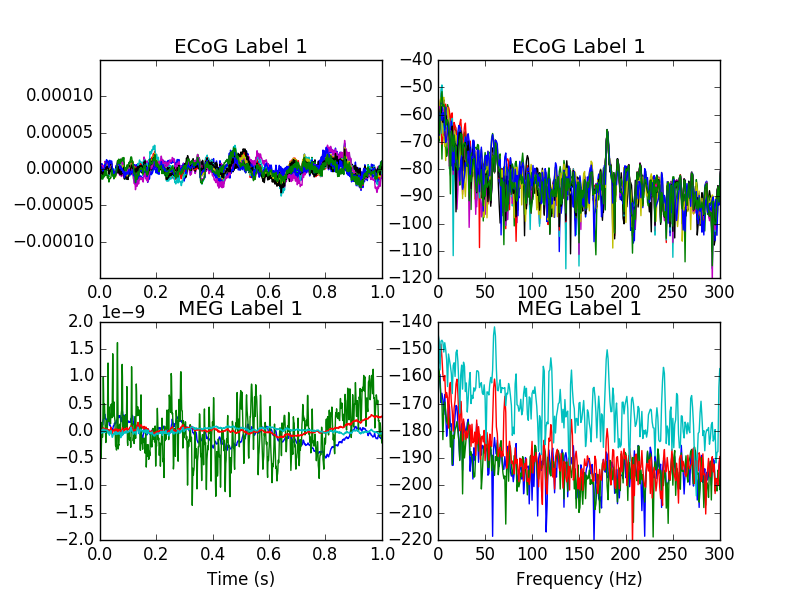 ECoG Label 1
0.00010
0.00005
0.00000
−0.00005
−0.00010
0.0 0.2 0.4 0.6 0.8 1.0
ECoG Label 1
−40
−50
−60
−70
−80
−90
−100
−110
−120
0 50 100 150 200 250 300
MEG Label 1
1e−9
2.0
1.5
1.0
0.5
0.0
−0.5
−1.0
−1.5
−2.0
0.0 0.2 0.4 0.6 0.8 1.0
Time (s)
MEG Label 1
−140
−150
−160
−170
−180
−190
−200
−210
−220
0 50 100 150 200 250 300
Frequency (Hz)